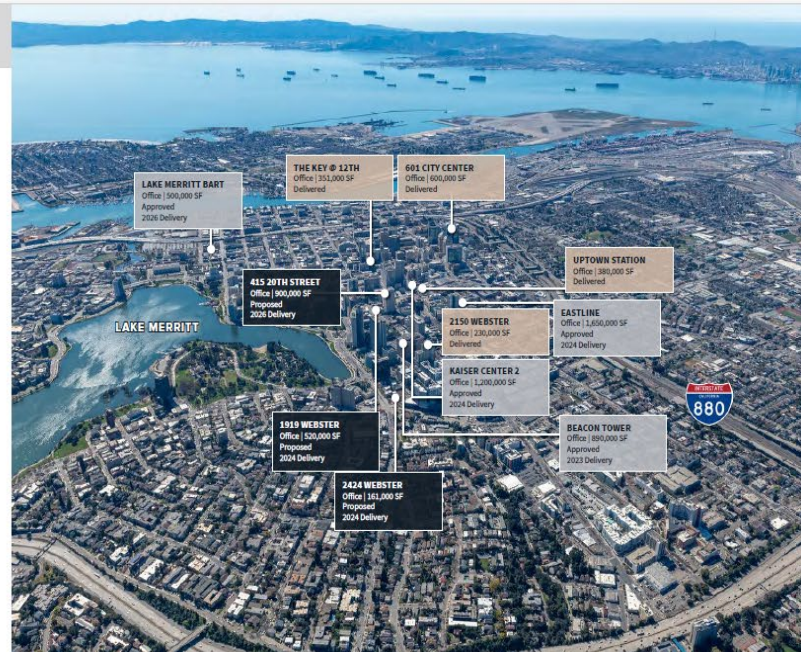 LAKE MERRITT BART
Office | 500,000 SF
Approved
2026 Delivery
THE KEY @ 12TH
Office | 351,000 SF
Delivered
601 CITY CENTER
Office | 600,000 SF
Delivered
415 20TH STREET
Office | 900,000 SF
Proposed
2026 Delivery
UPTOWN STATION
Office | 380,000 SF
Delivered
LAKE MERRITT
2150 WEBSTER
Office | 230,000 SF
Delivered
EASTLINE
Office | 1,650,000 SF
Approved
2024 Delivery
KAISER CENTER 2
Office | 1,200,000 SF
Approved
2024 Delivery
INTERSTATE
CALIFORNIA
880
1919 WEBSTER
Office | 520,000 SF
Proposed
2024 Delivery
BEACON TOWER
Office | 890,000 SF
Approved
2023 Delivery
2424 WEBSTER
Office | 161,000 SF
Proposed
2024 Delivery